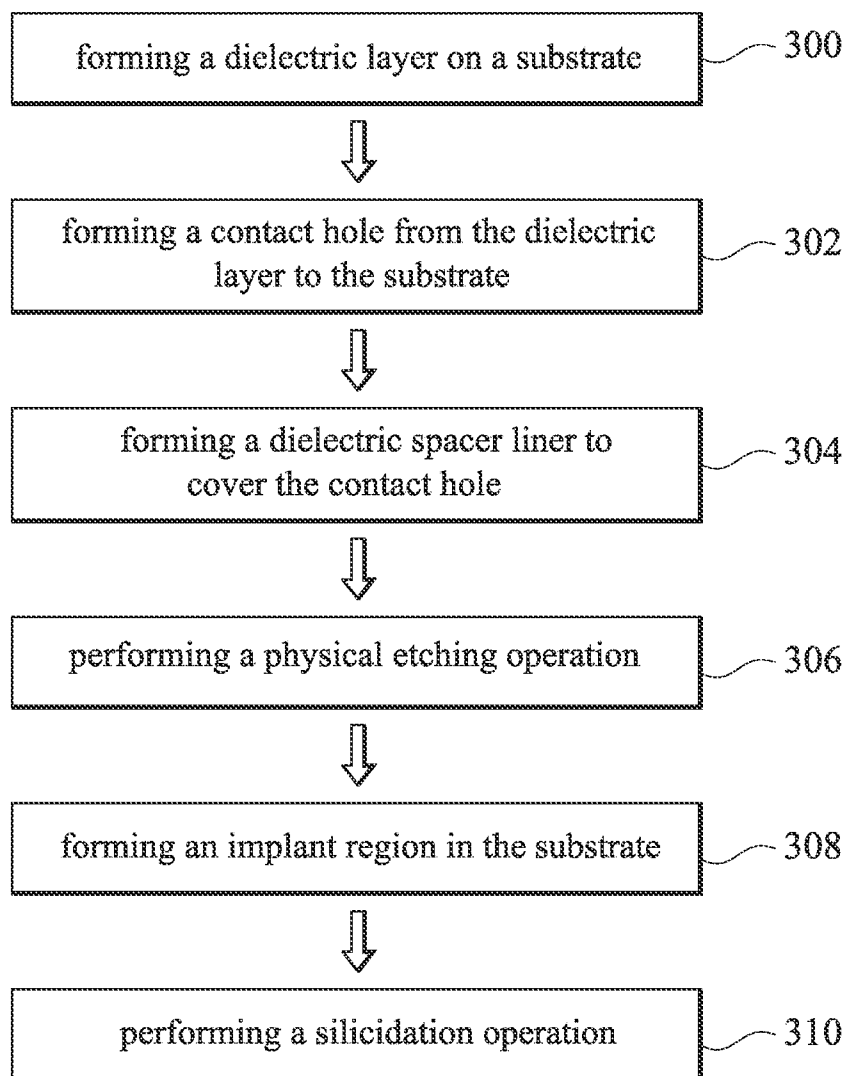 forming a dielectric layer on a substrate
300
forming a contact hole from the dielectric
layer to the substrate
302
forming a dielectric spacer liner to
cover the contact hole
304
performing a physical etching operation
306
forming an implant region in the substrate
308
performing a silicidation operation
310